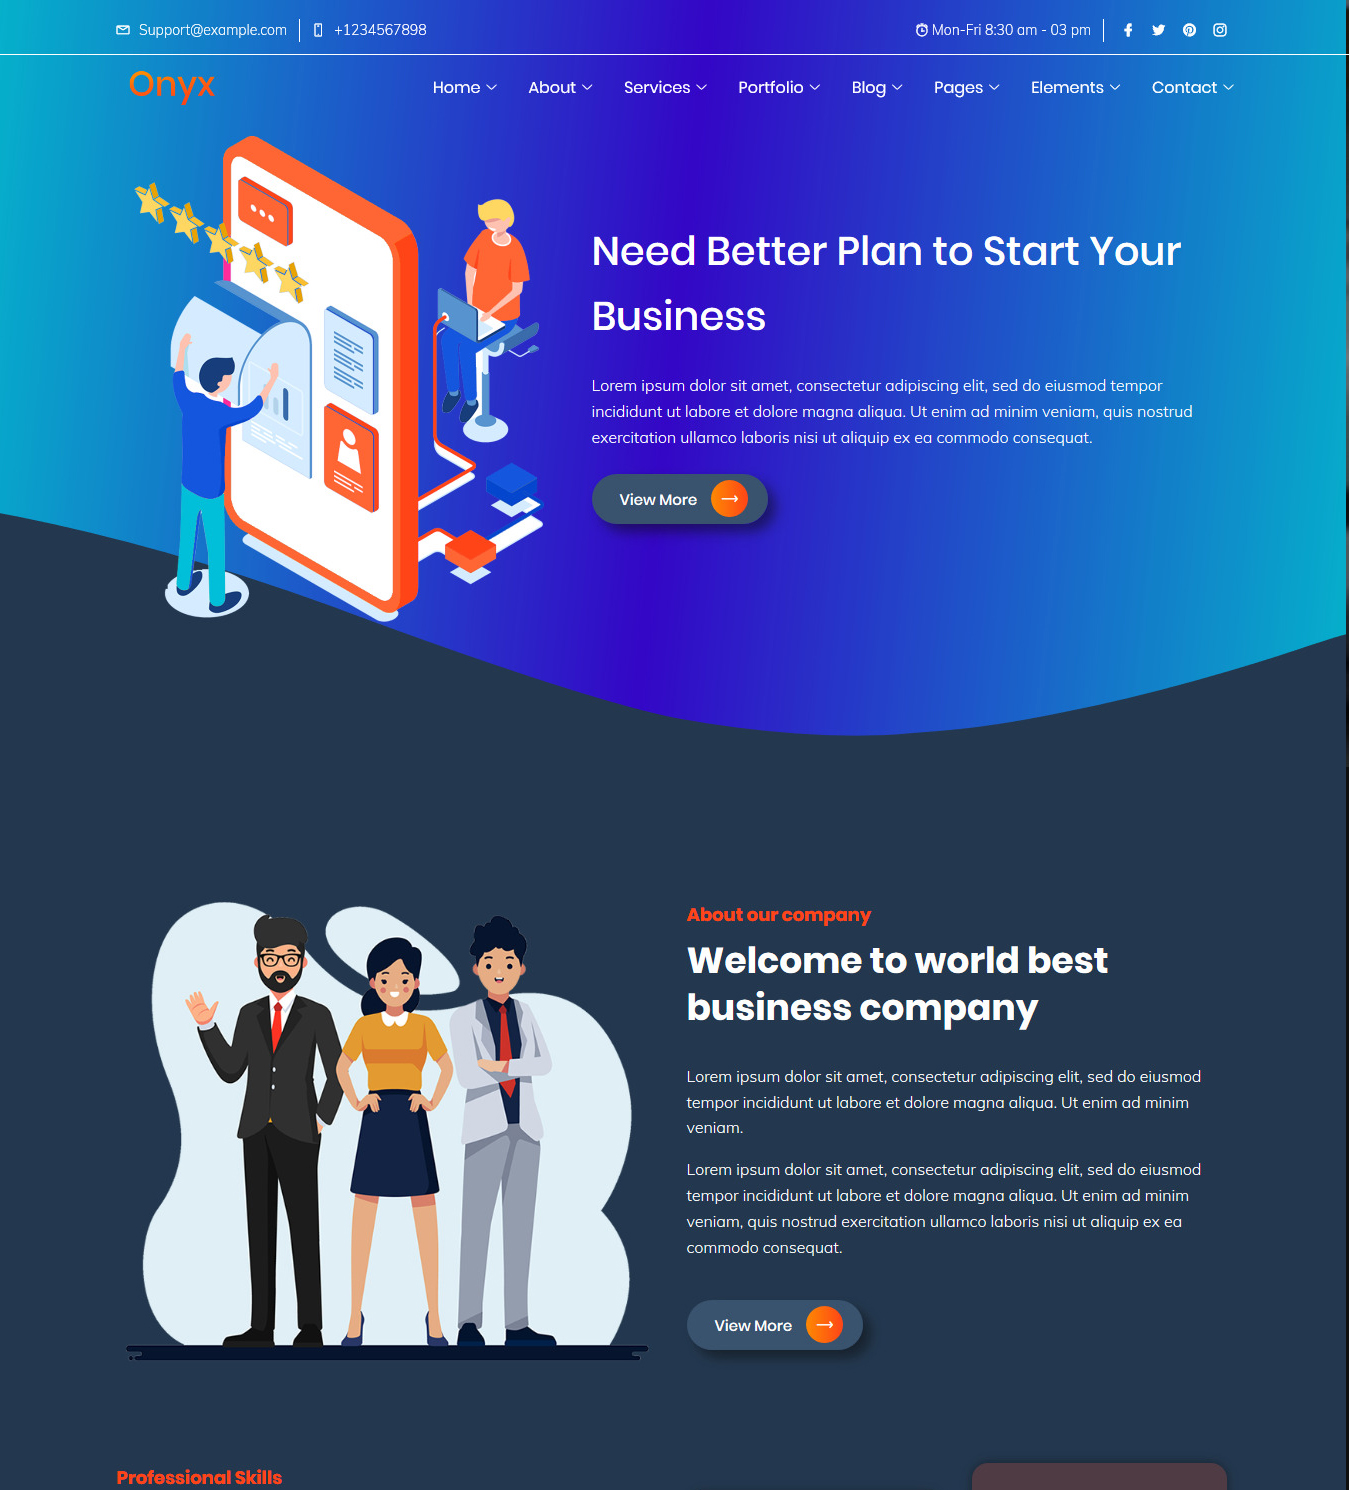 Support@example.com
+1234567898
Mon-Fri 8:30 am - 03 pm
Onyx
Home
About
Services
Portfolio
Blog
Pages
Elements
Contact
Need Better Plan to Start Your
Business
Lorem ipsum dolor sit amet, consectetur adipiscing elit, sed do eiusmod tempor
incididunt ut labore et dolore magna aliqua. Ut enim ad minim veniam, quis nostrud
exercitation ullamco laboris nisi ut aliquip ex ea commodo consequat.
View More
About our company
Welcome to world best
business company
Lorem ipsum dolor sit amet, consectetur adipiscing elit, sed do eiusmod
tempor incididunt ut labore et dolore magna aliqua. Ut enim ad minim
veniam.
Lorem ipsum dolor sit amet, consectetur adipiscing elit, sed do eiusmod
tempor incididunt ut labore et dolore magna aliqua. Ut enim ad minim
veniam, quis nostrud exercitation ullamco laboris nisi ut aliquip ex ea
commodo consequat.
View More
Professional Skills